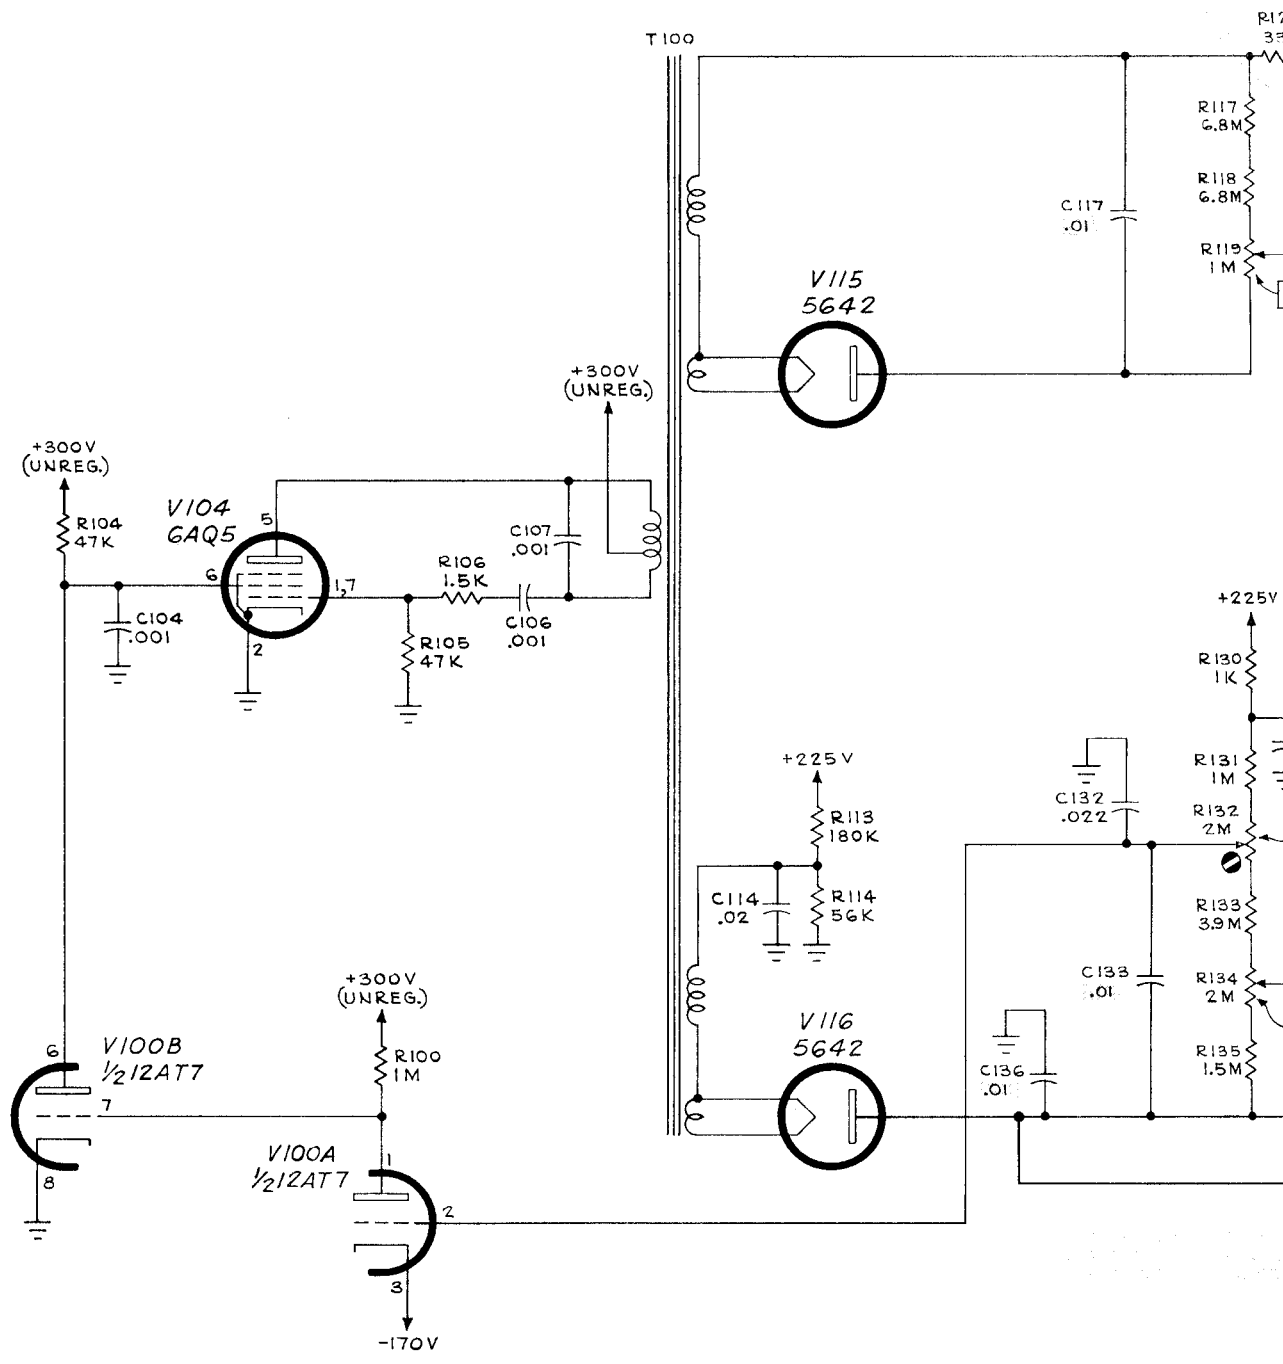 T100
R117
6.8M
R118
6.8M
R119
1M
C117
.01
V115
5642
+300V
(UNREG.)
+300V
(UNREG.)
R104
47K
V104
6AQ5
5
6
1,7
2
C104
.001
R106
1.5K
C107
.001
C106
.001
R105
47K
+225V
R130
1K
R131
1M
R132
2M
C132
.022
+225V
R113
180K
C114
.02
R114
56K
R133
3.9M
C133
.01
R134
2M
R135
1.5M
C136
.01
V116
5642
+300V
(UNREG.)
R100
1M
6
V100B
½12AT7
7
8
V100A
½12AT7
1
2
3
-170V